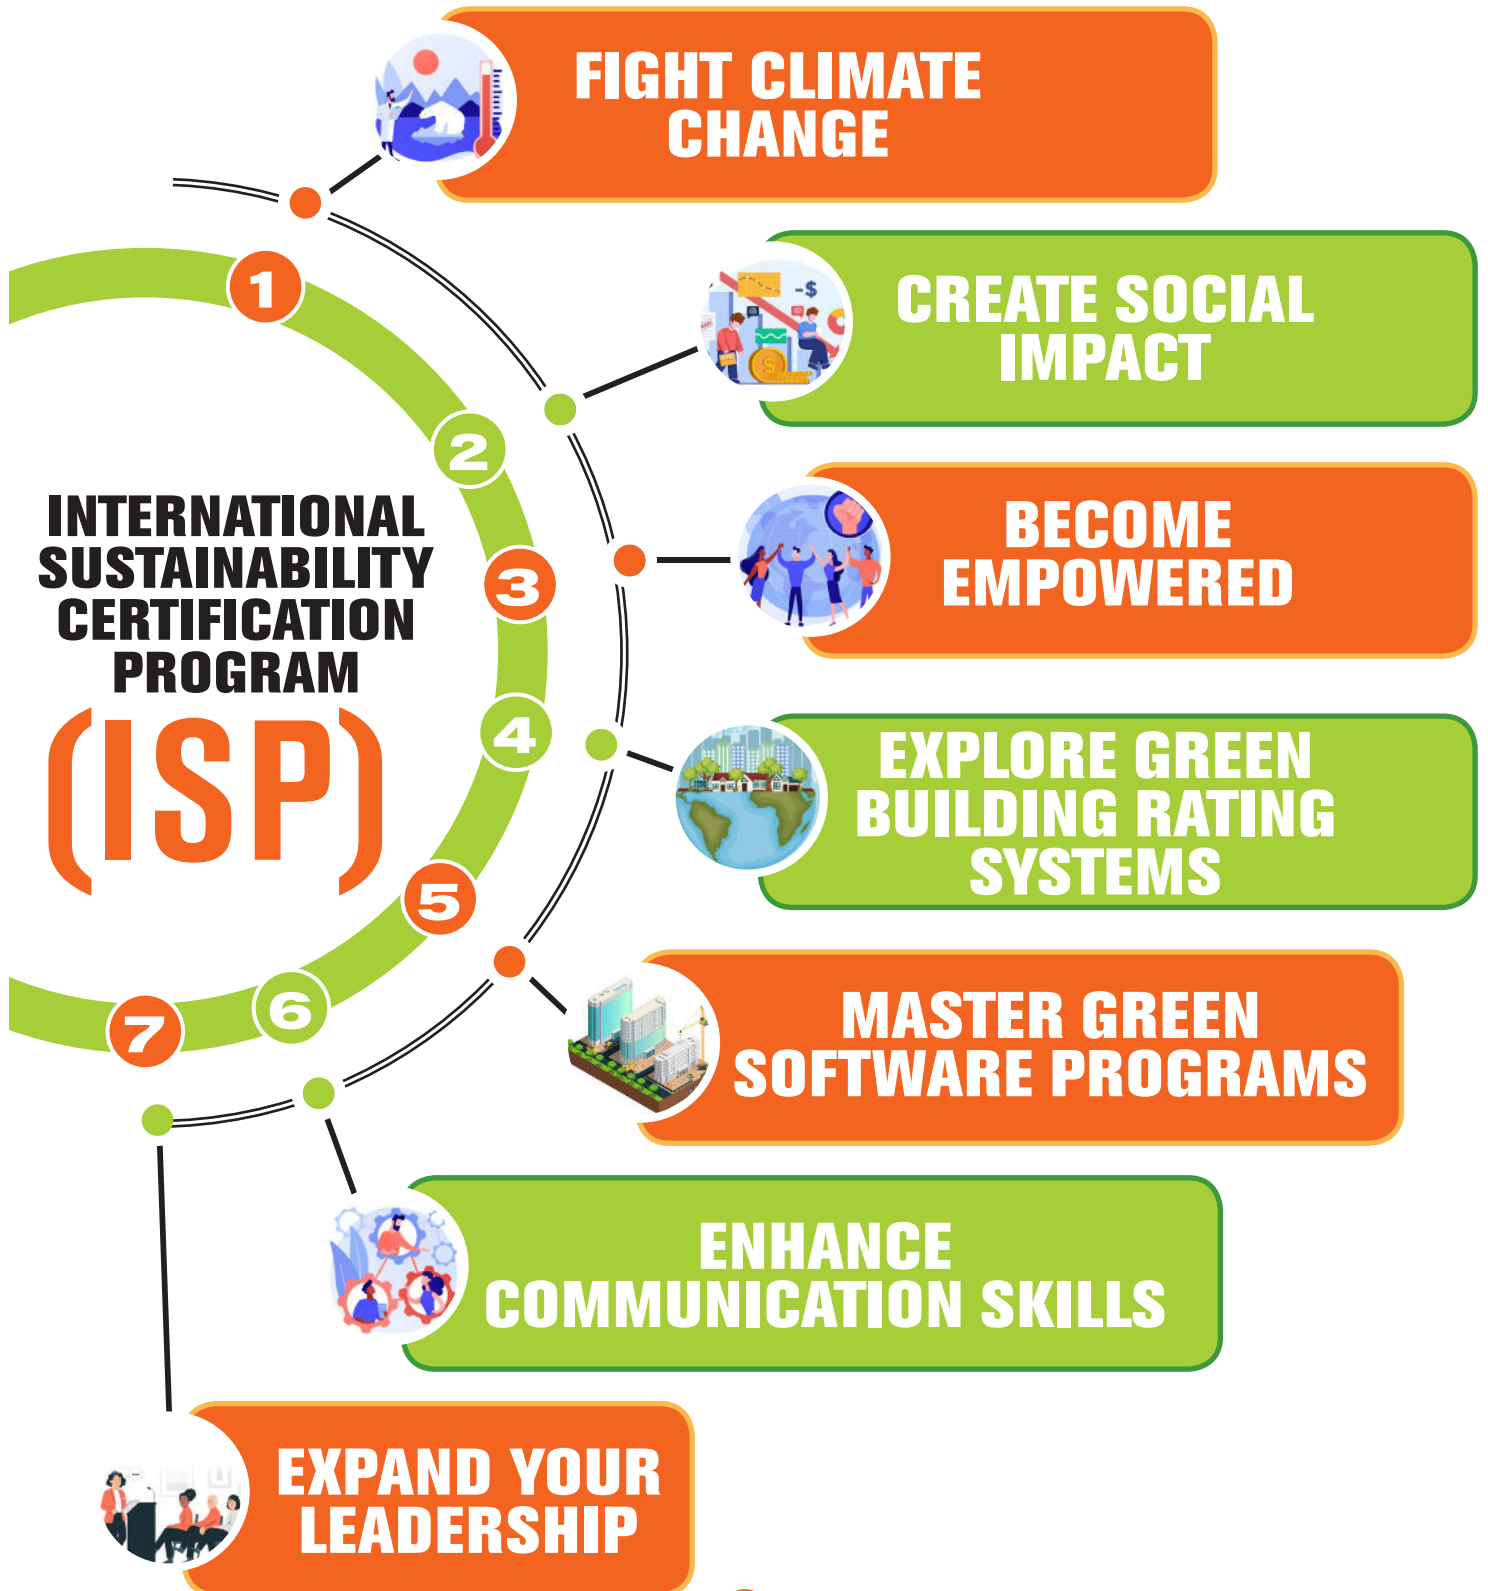 FIGHT CLIMATE
CHANGE
1
-$
CREATE SOCIAL
IMPACT
$
2
BECOME
EMPOWERED
INTERNATIONAL
SUSTAINABILITY
CERTIFICATION
PROGRAM
(ISP)
3
4
EXPLORE GREEN
BUILDING RATING
SYSTEMS
5
6
7
MASTER GREEN
SOFTWARE PROGRAMS
ENHANCE
COMMUNICATION SKILLS
EXPAND YOUR
LEADERSHIP